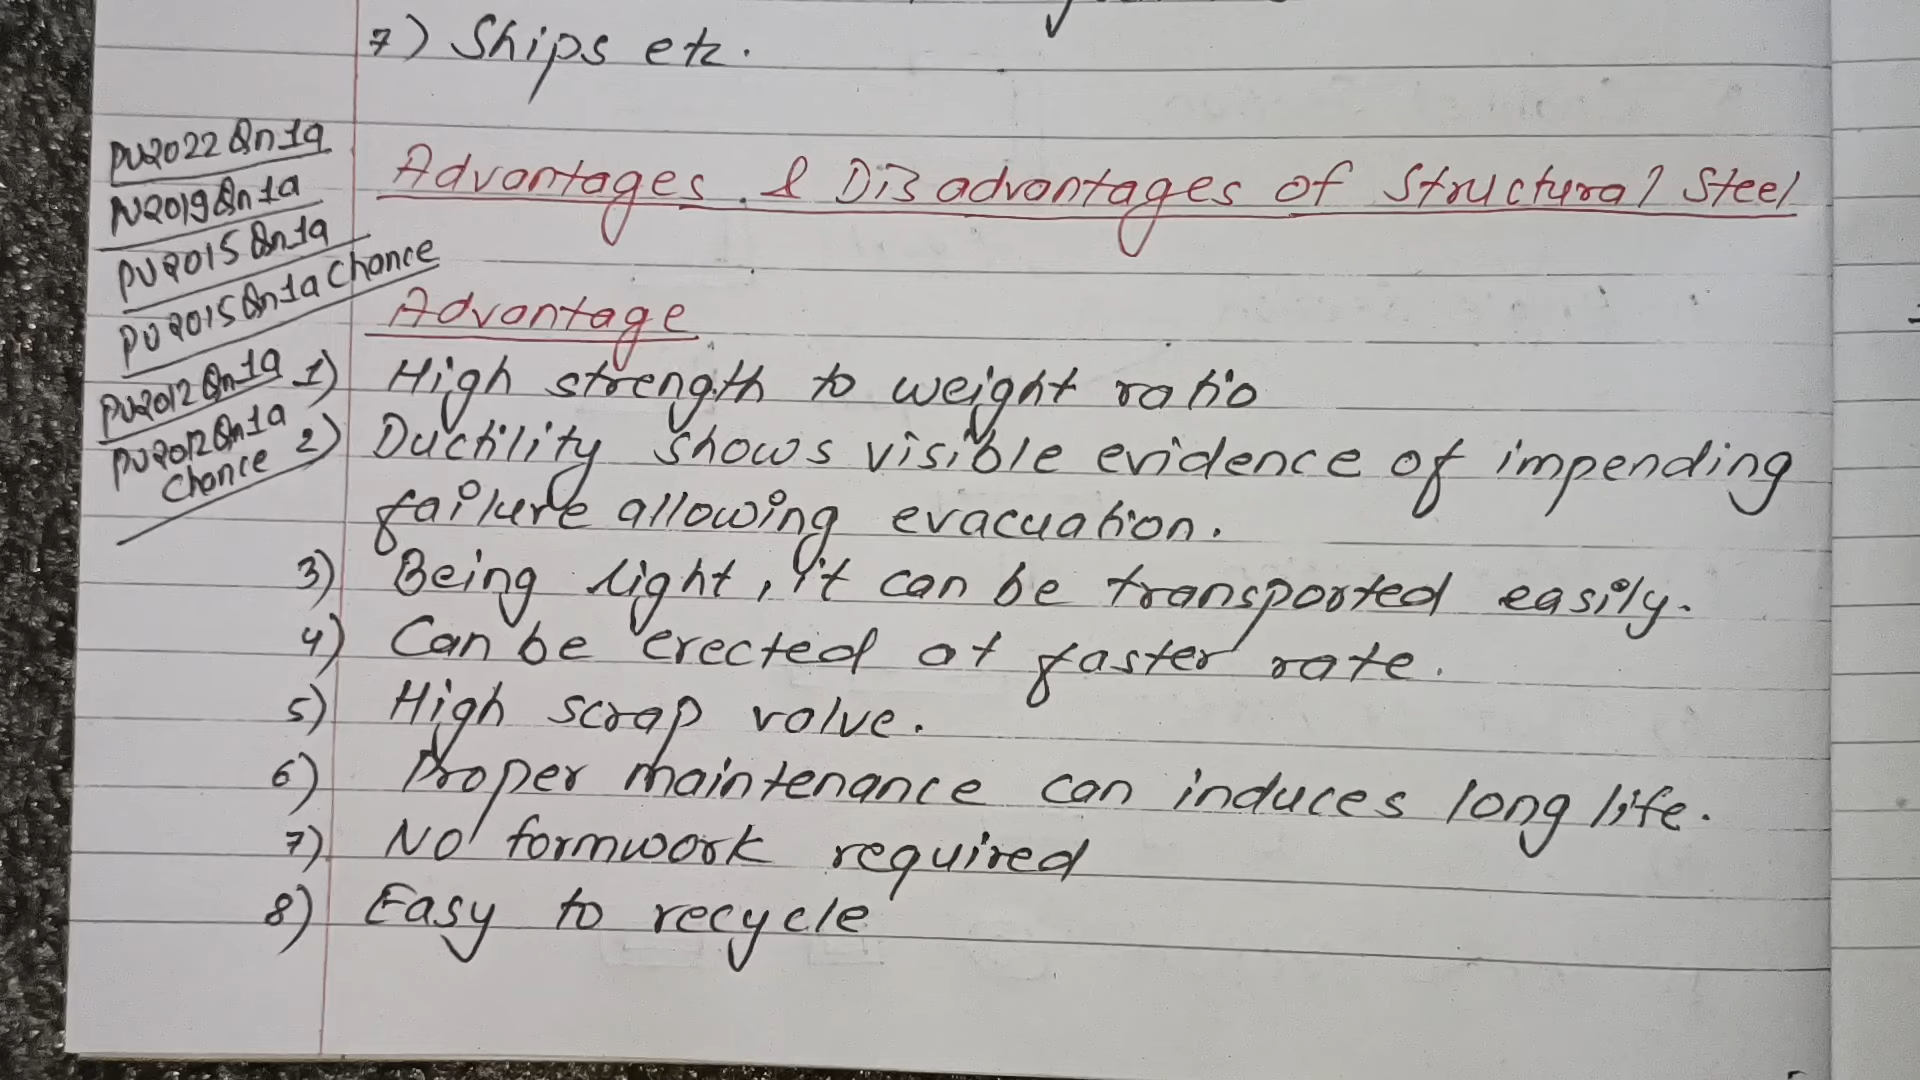 7) Ships etc.
PU2022 Qn 1a
PU2019 Qn 1a
PU2015 Qn 1a
PU2015 Qn 1a Chance
PU2012 Qn 1a
PU2012 Qn 1a
Chance
Advantages & Disadvantages of Structural Steel
Advantage
1) High strength to weight ratio
2) Ductility shows visible evidence of impending
failure allowing evacuation.
3) Being light, it can be transported easily.
4) Can be erected at faster rate.
5) High scrap valve.
6) Proper maintenance can induces long life.
7) No formwork required
8) Easy to recycle